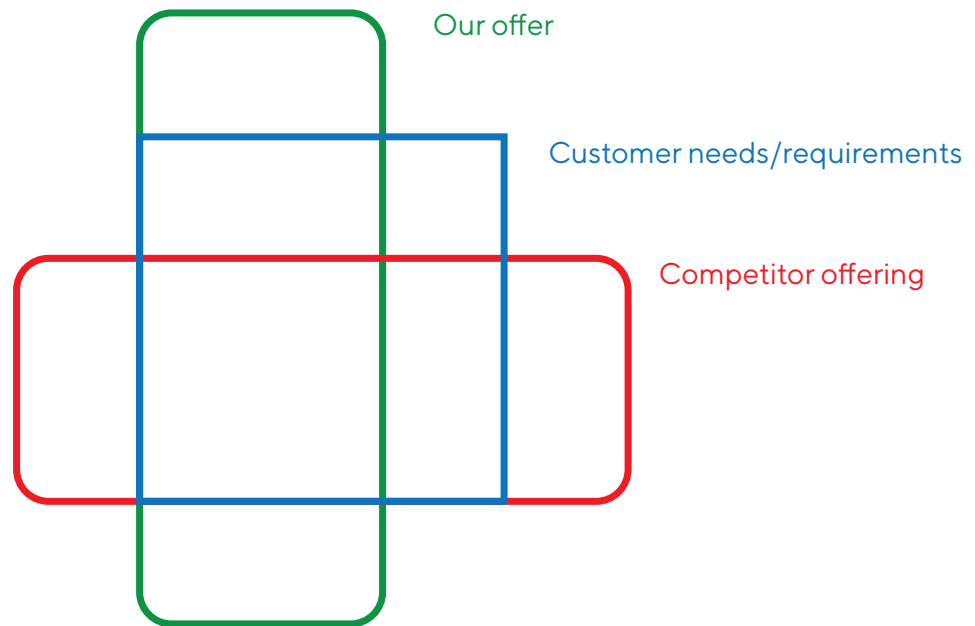 Our offer
Customer needs/requirements
Competitor offering